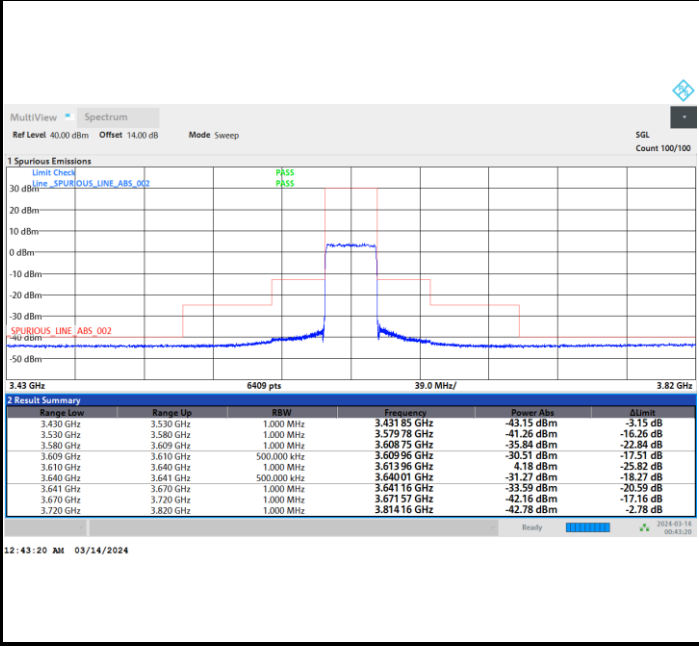 MultiView Spectrum
Ref Level 40.00 dBm Offset 14.00 dB Mode Sweep SGL
Count 100/100
1 Spurious Emissions
Limit Check PASS
Line _SPURIOUS_LINE_ABS_002 PASS
30 dBm
20 dBm
10 dBm
0 dBm
-10 dBm
-20 dBm
-30 dBm
_SPURIOUS_LINE_ABS_002
-40 dBm
-50 dBm
3.43 GHz 6409 pts 39.0 MHz/ 3.82 GHz
2 Result Summary
Range Low Range Up RBW Frequency Power Abs ΔLimit
3.430 GHz 3.530 GHz 1.000 MHz 3.431 85 GHz -43.15 dBm -3.15 dB
3.530 GHz 3.580 GHz 1.000 MHz 3.579 78 GHz -41.26 dBm -16.26 dB
3.580 GHz 3.609 GHz 1.000 MHz 3.608 75 GHz -35.84 dBm -22.84 dB
3.609 GHz 3.610 GHz 500.000 kHz 3.609 96 GHz -30.51 dBm -17.51 dB
3.610 GHz 3.640 GHz 1.000 MHz 3.613 96 GHz 4.18 dBm -25.82 dB
3.640 GHz 3.641 GHz 500.000 kHz 3.640 01 GHz -31.27 dBm -18.27 dB
3.641 GHz 3.670 GHz 1.000 MHz 3.641 16 GHz -33.59 dBm -20.59 dB
3.670 GHz 3.720 GHz 1.000 MHz 3.671 57 GHz -42.16 dBm -17.16 dB
3.720 GHz 3.820 GHz 1.000 MHz 3.814 16 GHz -42.78 dBm -2.78 dB
Ready 2024-03-14
00:43:20
12:43:20 AM 03/14/2024